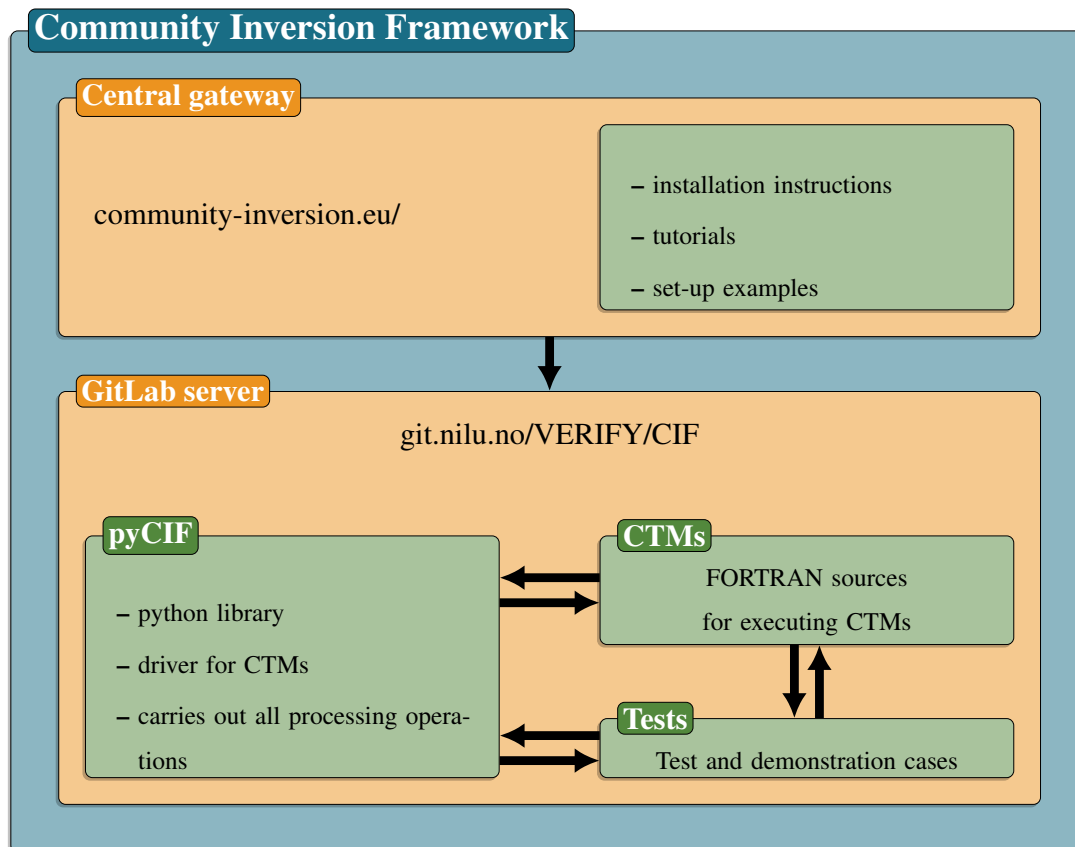 Community Inversion Framework
Central gateway
community-inversion.eu/
– installation instructions
– tutorials
– set-up examples
GitLab server
git.nilu.no/VERIFY/CIF
pyCIF
– python library
– driver for CTMs
– carries out all processing opera-
tions
CTMs
FORTRAN sources
for executing CTMs
Tests
Test and demonstration cases